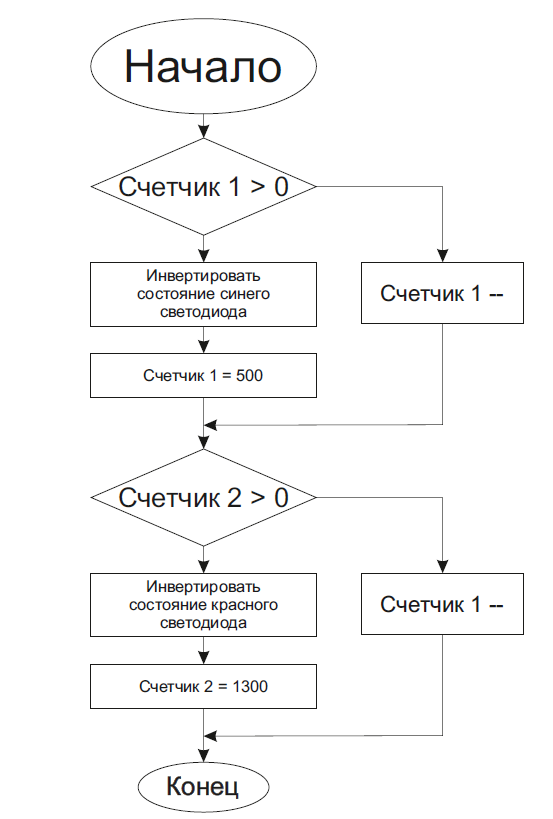 Начало
Счетчик 1 > 0
Инвертировать
состояние синего
светодиода
Счетчик 1 --
Счетчик 1 = 500
Счетчик 2 > 0
Инвертировать
состояние красного
светодиода
Счетчик 1 --
Счетчик 2 = 1300
Конец